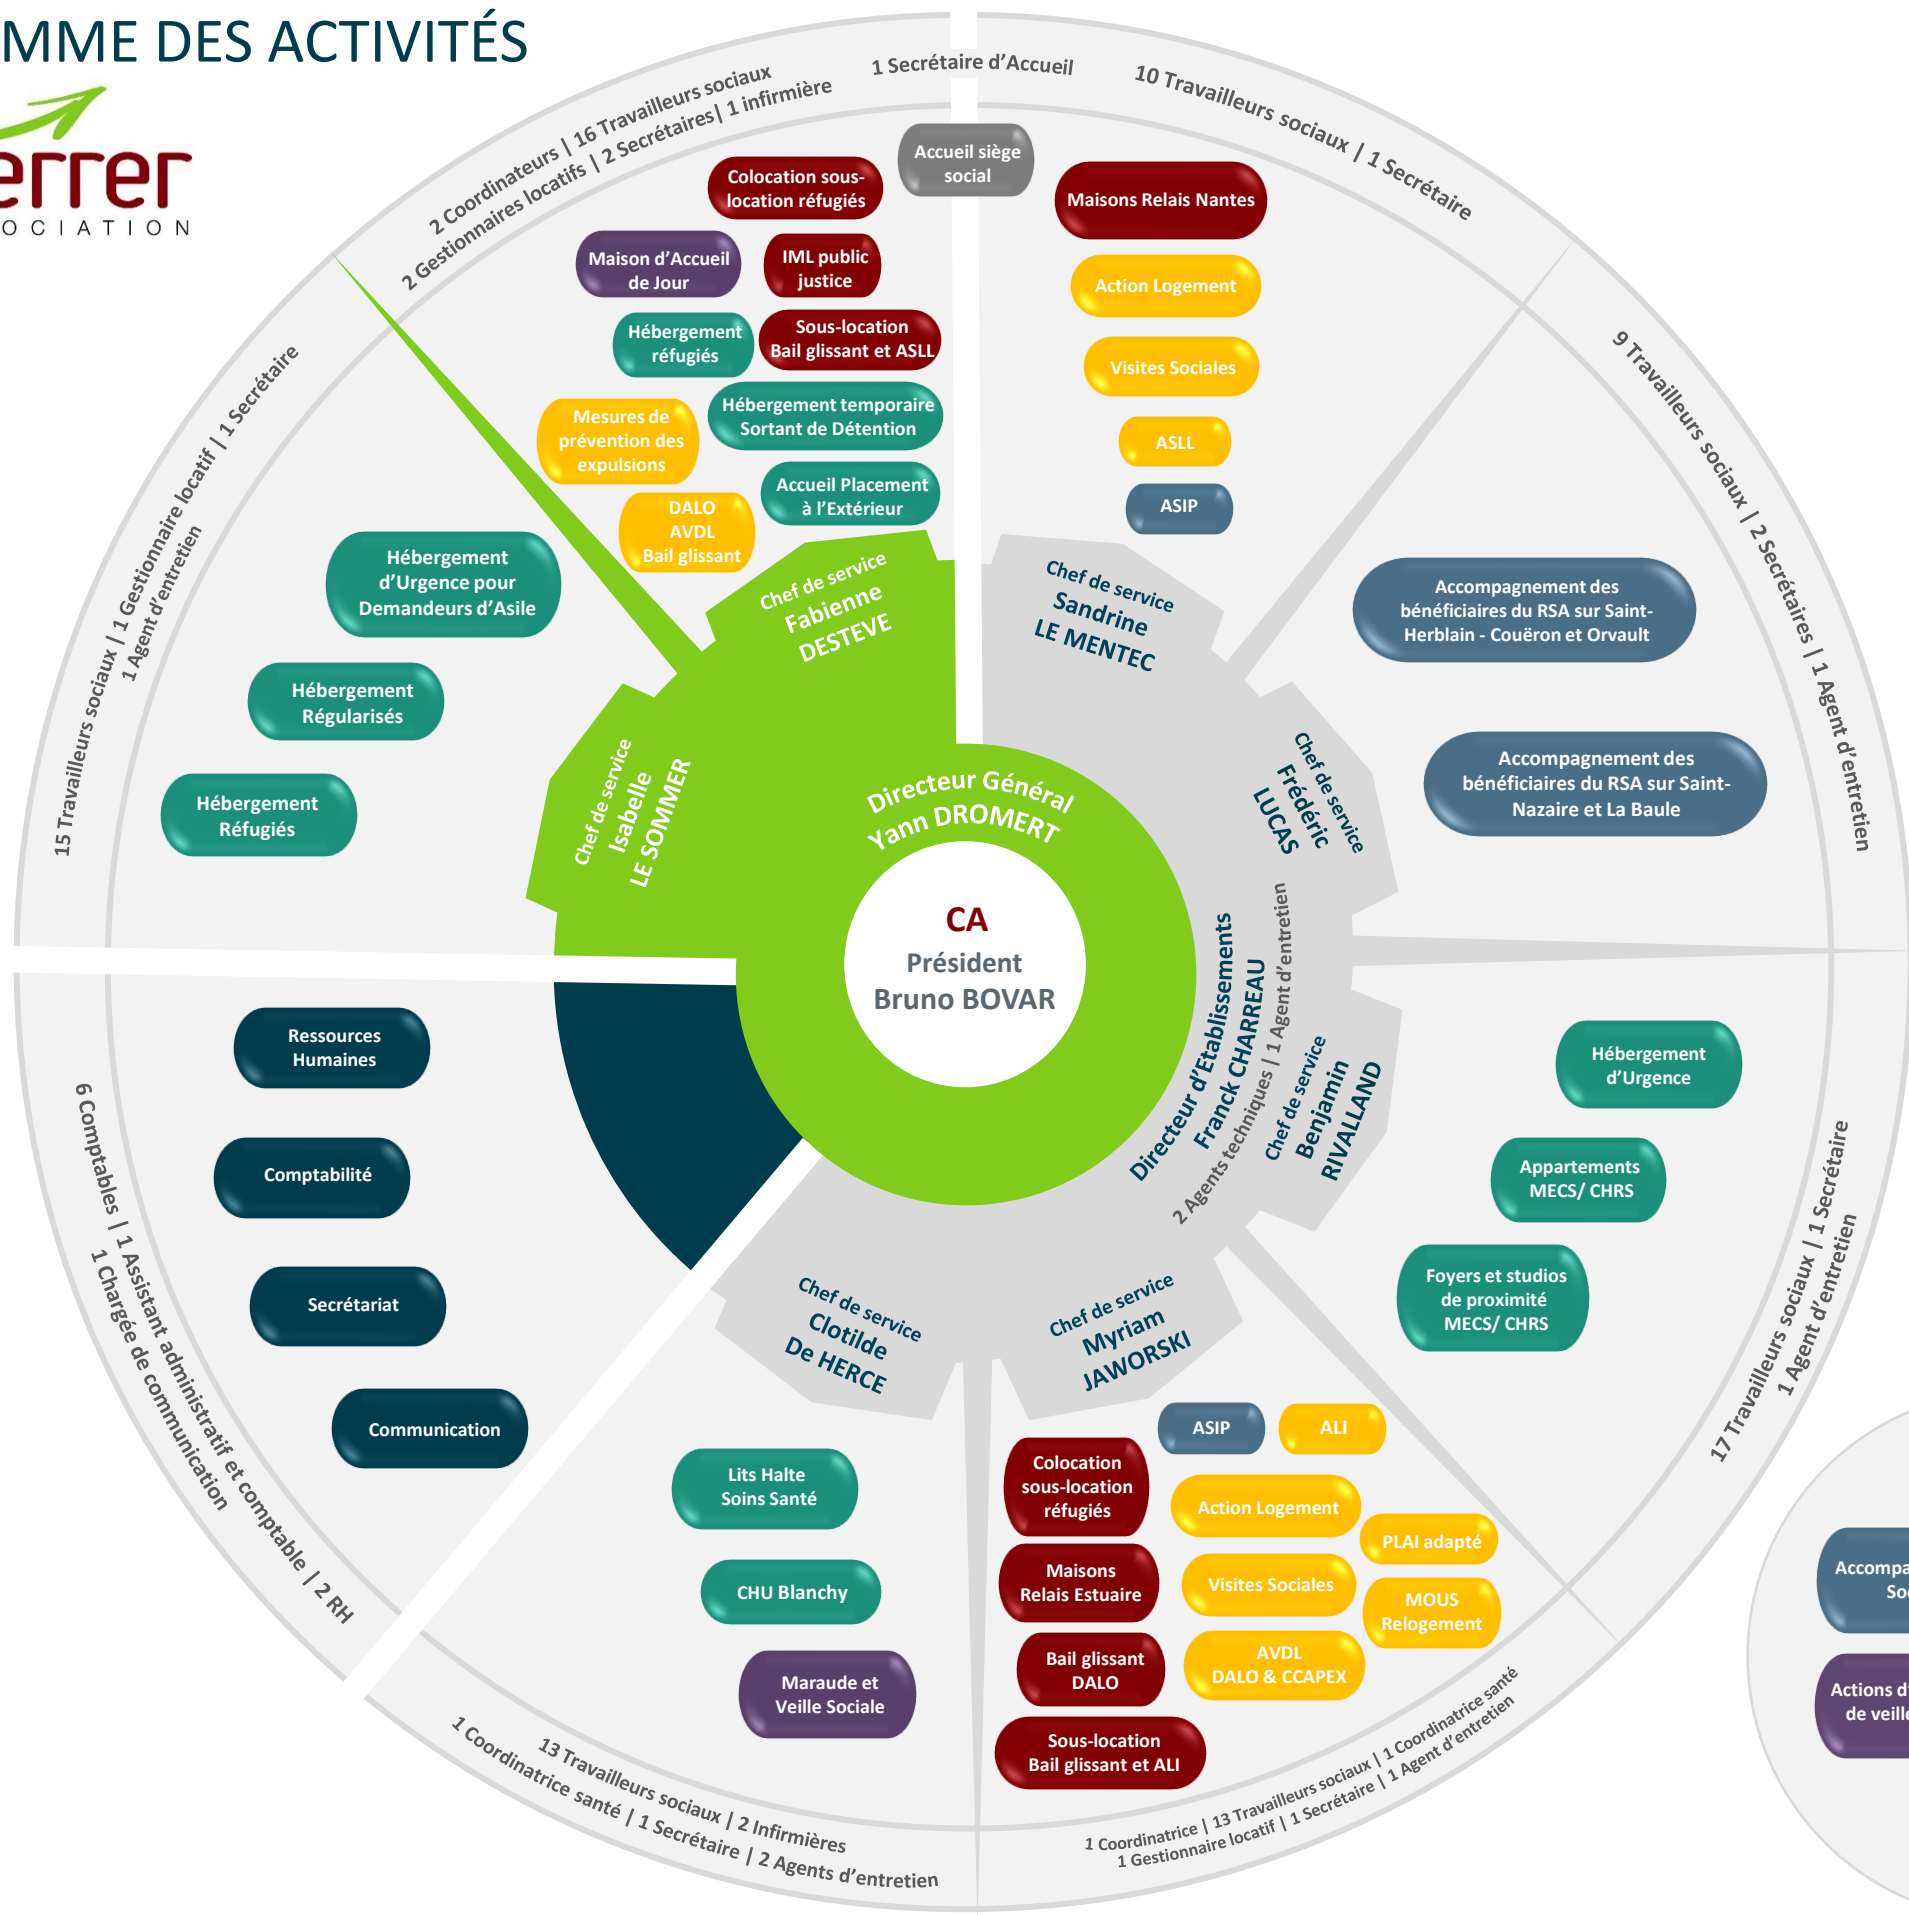 MME DES ACTIVITÉS
errer
OCIATION
1 Secrétaire d'Accueil
Accueil siège
social
2 Coordinateurs | 16 Travailleurs sociaux
2 Gestionnaires locatifs | 2 Secrétaires| 1 infirmière
Colocation sous-
location réfugiés
Maison d'Accueil
de Jour
IML public
justice
Hébergement
réfugiés
Sous-location
Bail glissant et ASLL
Mesures de
prévention des
expulsions
Hébergement temporaire
Sortant de Détention
DALO
AVDL
Bail glissant
Accueil Placement
à l'Extérieur
Chef de service
Fabienne
DESTEVE
10 Travailleurs sociaux | 1 Secrétaire
Maisons Relais Nantes
Action Logement
Visites Sociales
ASLL
ASIP
Chef de service
Sandrine
LE MENTEC
9 Travailleurs sociaux | 2 Secrétaires | 1 Agent d'entretien
Accompagnement des
bénéficiaires du RSA sur Saint-
Herblain - Couëron et Orvault
Accompagnement des
bénéficiaires du RSA sur Saint-
Nazaire et La Baule
Chef de service
Frédéric
LUCAS
15 Travailleurs sociaux | 1 Gestionnaire locatif | 1 Secrétaire
1 Agent d'entretien
Hébergement
d'Urgence pour
Demandeurs d'Asile
Hébergement
Régularisés
Hébergement
Réfugiés
Chef de service
Isabelle
LE SOMMER
Directeur Général
Yann DROMERT
CA
Président
Bruno BOVAR
Directeur d'Etablissements
Franck CHARREAU
2 Agents techniques | 1 Agent d'entretien
Chef de service
Benjamin
RIVALLAND
Hébergement
d'Urgence
Appartements
MECS/ CHRS
Foyers et studios
de proximité
MECS/ CHRS
17 Travailleurs sociaux | 1 Secrétaire
1 Agent d'entretien
Ressources
Humaines
Comptabilité
Secrétariat
Communication
6 Comptables | 1 Assistant administratif et comptable | 2 RH
1 Chargée de communication
Chef de service
Clotilde
De HERCE
Lits Halte
Soins Santé
CHU Blanchy
Maraude et
Veille Sociale
13 Travailleurs sociaux | 2 Infirmières
1 Coordinatrice santé | 1 Secrétaire | 2 Agents d'entretien
Chef de service
Myriam
JAWORSKI
ASIP
ALI
Colocation
sous-location
réfugiés
Action Logement
PLAI adapté
Maisons
Relais Estuaire
Visites Sociales
MOUS
Relogement
Bail glissant
DALO
AVDL
DALO & CCAPEX
Sous-location
Bail glissant et ALI
1 Coordinatrice | 13 Travailleurs sociaux | 1 Coordinatrice santé
1 Gestionnaire locatif | 1 Secrétaire | 1 Agent d'entretien
Accompa
Soc
Actions d'
de veille